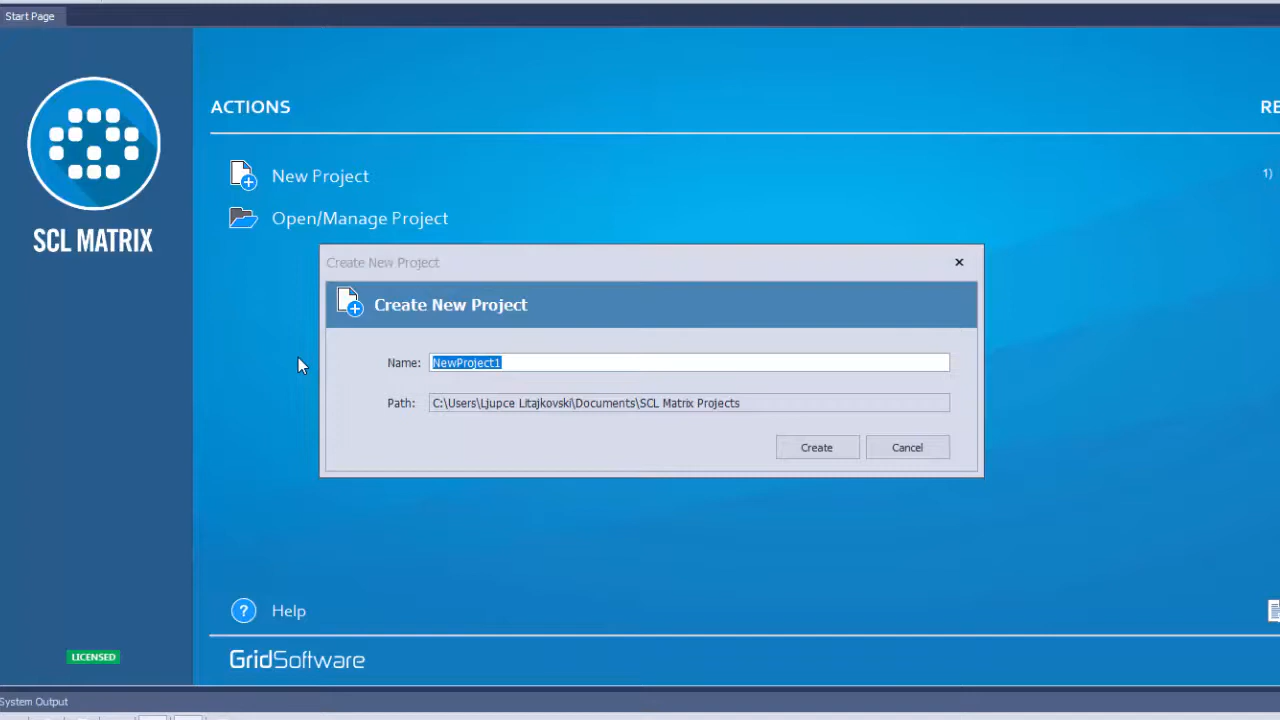 Start Page
SCL MATRIX
ACTIONS
RE
New Project
1)
Open/Manage Project
Create New Project
Create New Project
Name: NewProject1
Path: C:\Users\Ljupce Litajkovski\Documents\SCL Matrix Projects
Create Cancel
? Help
LICENSED
GridSoftware
System Output